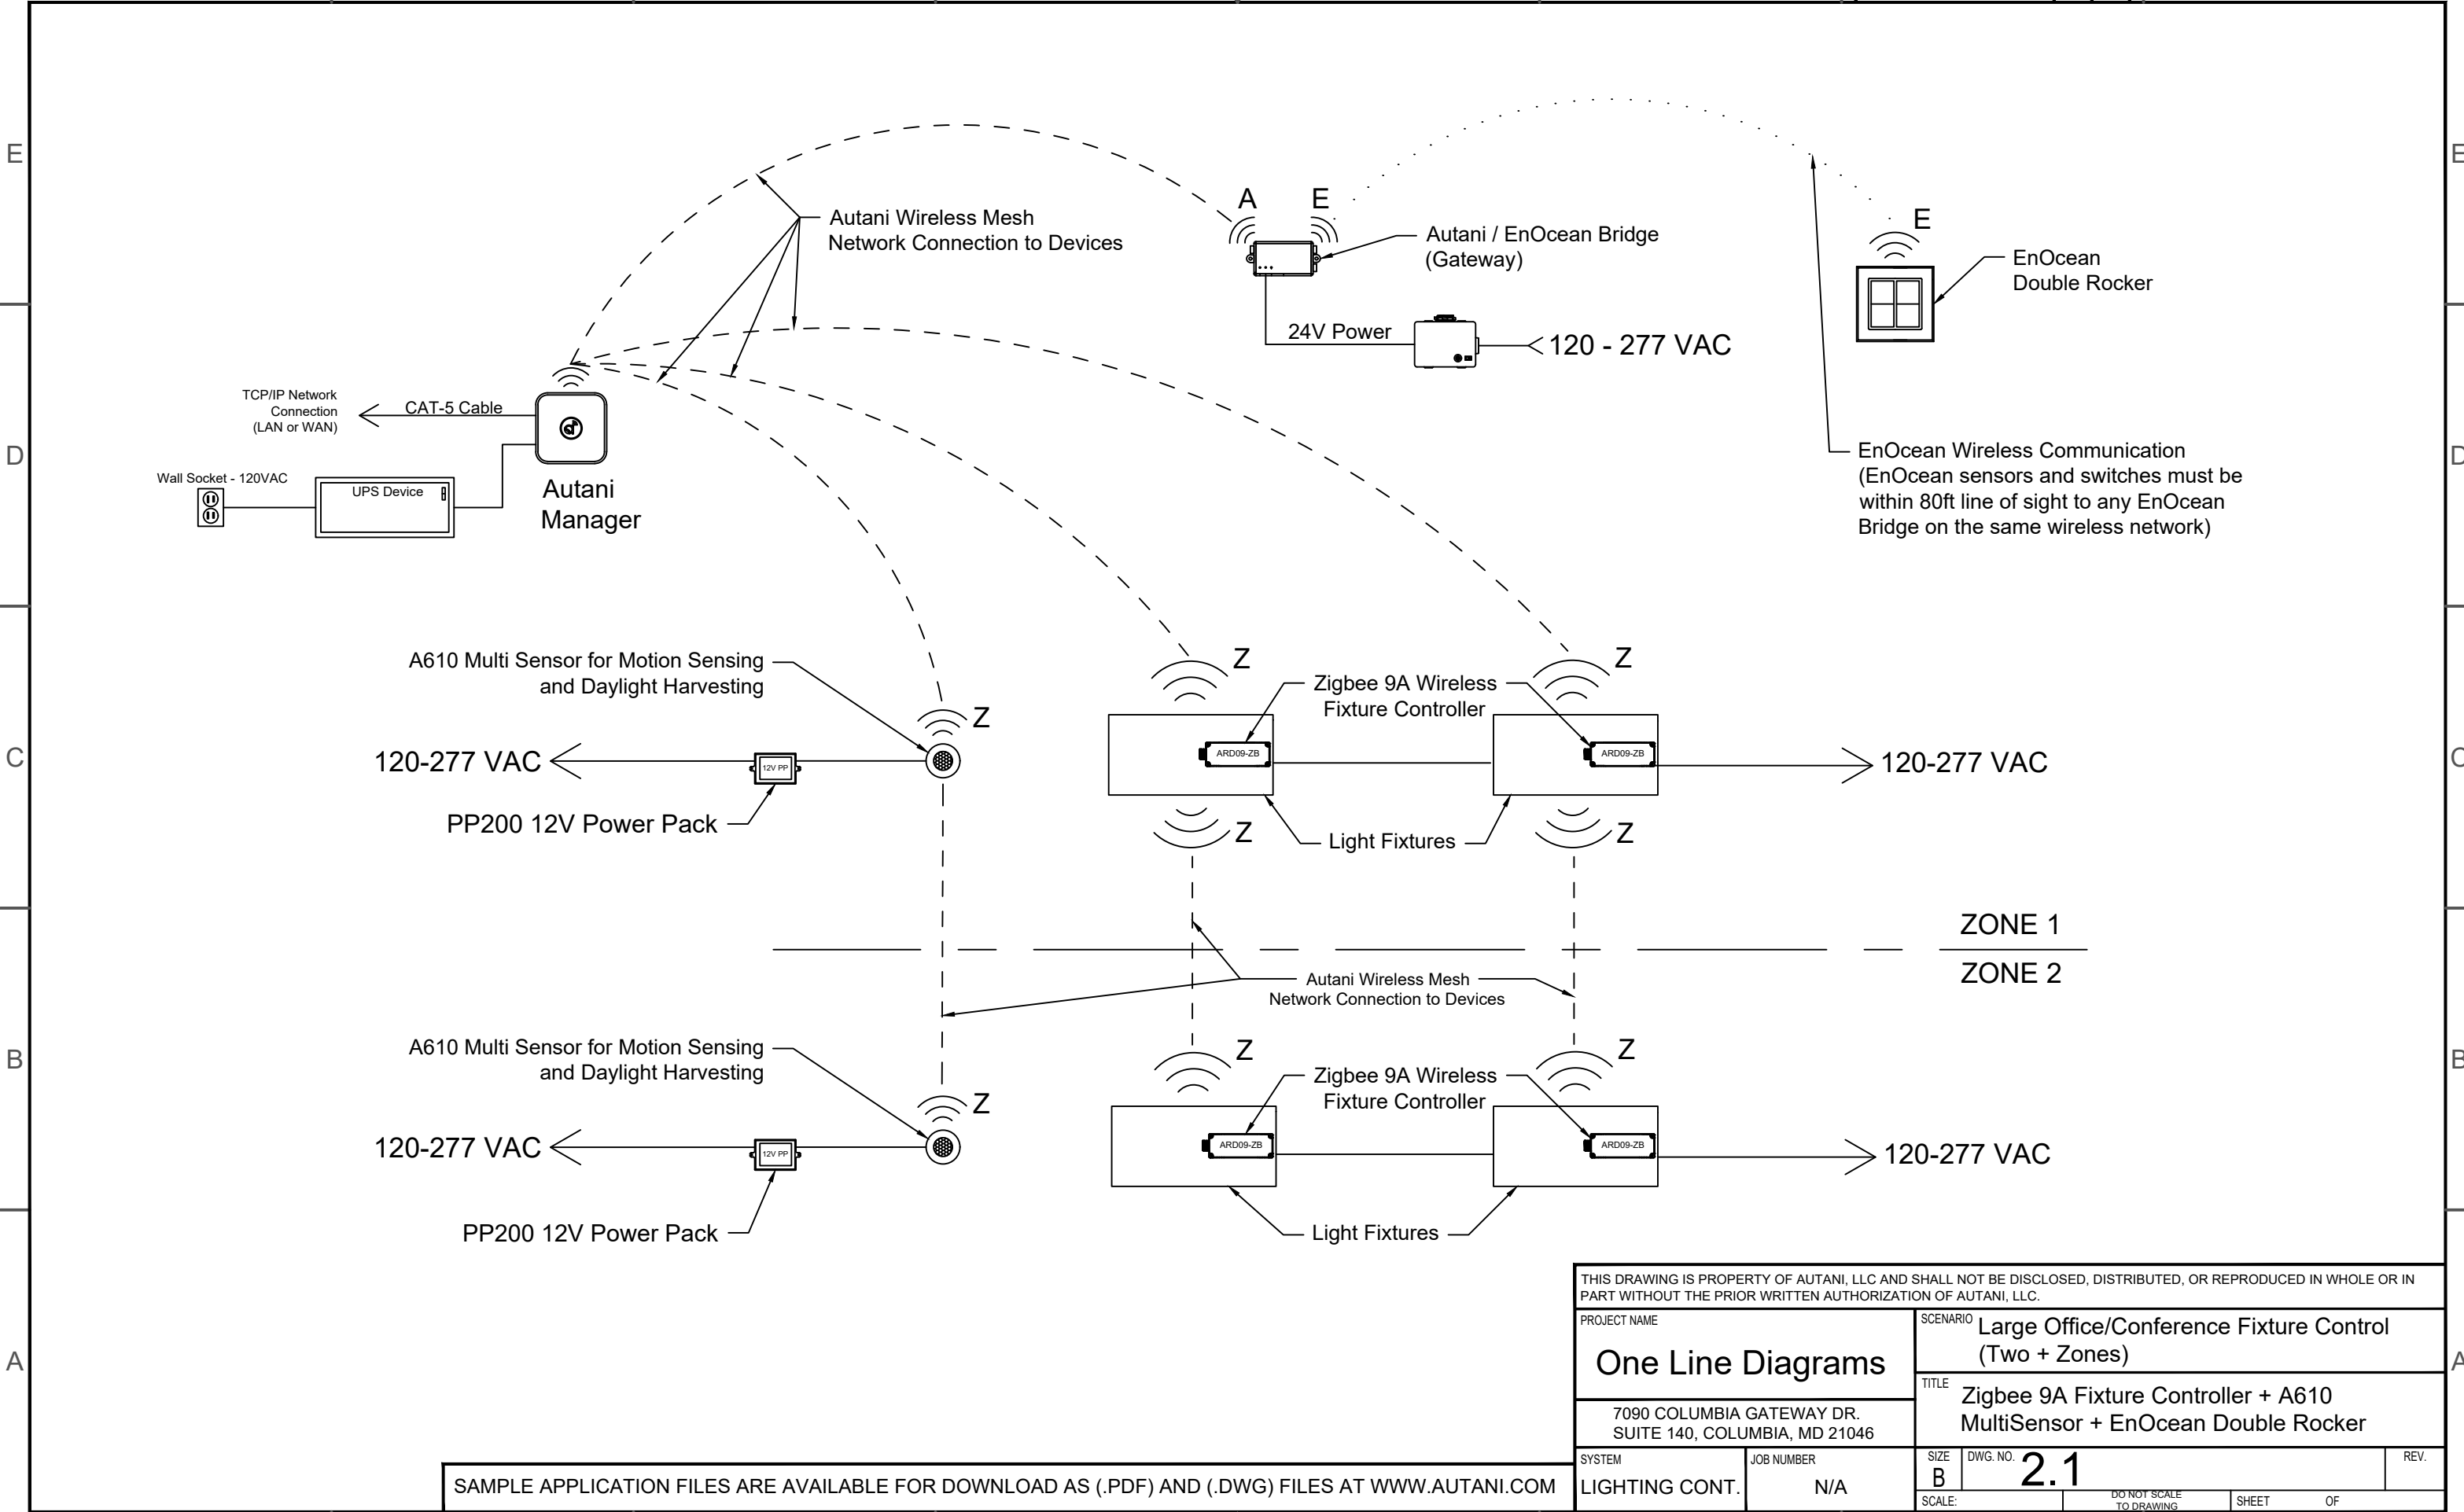 E
E
A
E
Autani Wireless Mesh
Network Connection to Devices
Autani / EnOcean Bridge
(Gateway)
E
EnOcean
Double Rocker
24V Power
120 - 277 VAC
TCP/IP Network
Connection
(LAN or WAN)
CAT-5 Cable
D
D
Wall Socket - 120VAC
UPS Device
Autani
Manager
EnOcean Wireless Communication
(EnOcean sensors and switches must be
within 80ft line of sight to any EnOcean
Bridge on the same wireless network)
A610 Multi Sensor for Motion Sensing
and Daylight Harvesting
Z
Z
Z
Zigbee 9A Wireless
Fixture Controller
C
C
120-277 VAC
12V PP
ARD09-ZB
ARD09-ZB
120-277 VAC
PP200 12V Power Pack
Z
Light Fixtures
Z
ZONE 1
ZONE 2
Autani Wireless Mesh
Network Connection to Devices
B
B
A610 Multi Sensor for Motion Sensing
and Daylight Harvesting
Z
Z
Z
Zigbee 9A Wireless
Fixture Controller
120-277 VAC
12V PP
ARD09-ZB
ARD09-ZB
120-277 VAC
PP200 12V Power Pack
Light Fixtures
A
A
THIS DRAWING IS PROPERTY OF AUTANI, LLC AND SHALL NOT BE DISCLOSED, DISTRIBUTED, OR REPRODUCED IN WHOLE OR IN
PART WITHOUT THE PRIOR WRITTEN AUTHORIZATION OF AUTANI, LLC.
PROJECT NAME
One Line Diagrams
SCENARIO
Large Office/Conference Fixture Control
(Two + Zones)
TITLE
Zigbee 9A Fixture Controller + A610
MultiSensor + EnOcean Double Rocker
7090 COLUMBIA GATEWAY DR.
SUITE 140, COLUMBIA, MD 21046
SYSTEM
LIGHTING CONT.
JOB NUMBER
N/A
SIZE
B
DWG. NO.
2.1
REV.
SCALE:
DO NOT SCALE
TO DRAWING
SHEET OF
SAMPLE APPLICATION FILES ARE AVAILABLE FOR DOWNLOAD AS (.PDF) AND (.DWG) FILES AT WWW.AUTANI.COM